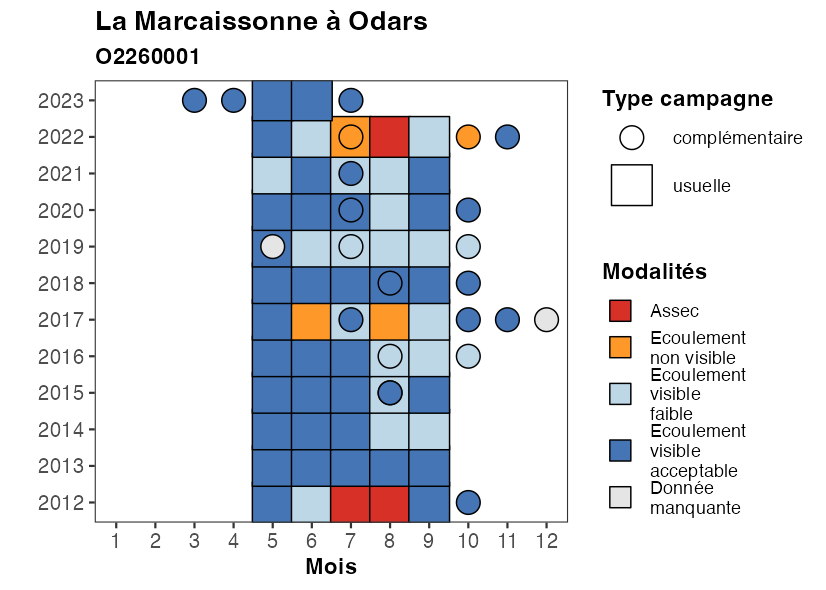 La Marcaissonne à Odars
O2260001
2023
2022
2021
2020
2019
2018
2017
2016
2015
2014
2013
2012
1 2 3 4 5 6 7 8 9 10 11 12
Mois
Type campagne
complémentaire
usuelle
Modalités
Assec
Ecoulement
non visible
Ecoulement
visible
faible
Ecoulement
visible
acceptable
Donnée
manquante